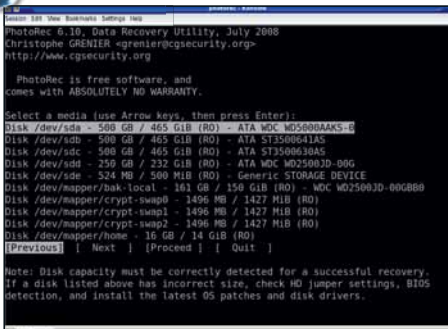 photorec - Konsole
Session Edit View Bookmarks Settings Help
PhotoRec 6.10, Data Recovery Utility, July 2008
Christophe GRENIER <grenier@cgsecurity.org>
http://www.cgsecurity.org
PhotoRec is free software, and
comes with ABSOLUTELY NO WARRANTY.
Select a media (use Arrow keys, then press Enter):
Disk /dev/sda - 500 GB / 465 GiB (RO) - ATA WDC WD5000AAKS-0
Disk /dev/sdb - 500 GB / 465 GiB (RO) - ATA ST3500641AS
Disk /dev/sdc - 500 GB / 465 GiB (RO) - ATA ST3500630AS
Disk /dev/sdd - 250 GB / 232 GiB (RO) - ATA WDC WD2500JD-00G
Disk /dev/sde - 524 MB / 500 MiB (RO) - Generic STORAGE DEVICE
Disk /dev/mapper/bak-local - 161 GB / 150 GiB (RO) - WDC WD2500JD-00GBB0
Disk /dev/mapper/crypt-swap0 - 1496 MB / 1427 MiB (RO)
Disk /dev/mapper/crypt-swap1 - 1496 MB / 1427 MiB (RO)
Disk /dev/mapper/crypt-swap2 - 1496 MB / 1427 MiB (RO)
Disk /dev/mapper/home - 16 GB / 14 GiB (RO)
[Previous] [ Next ] [Proceed ] [ Quit ]
Note: Disk capacity must be correctly detected for a successful recovery.
If a disk listed above has incorrect size, check HD jumper settings, BIOS
detection, and install the latest OS patches and disk drivers.